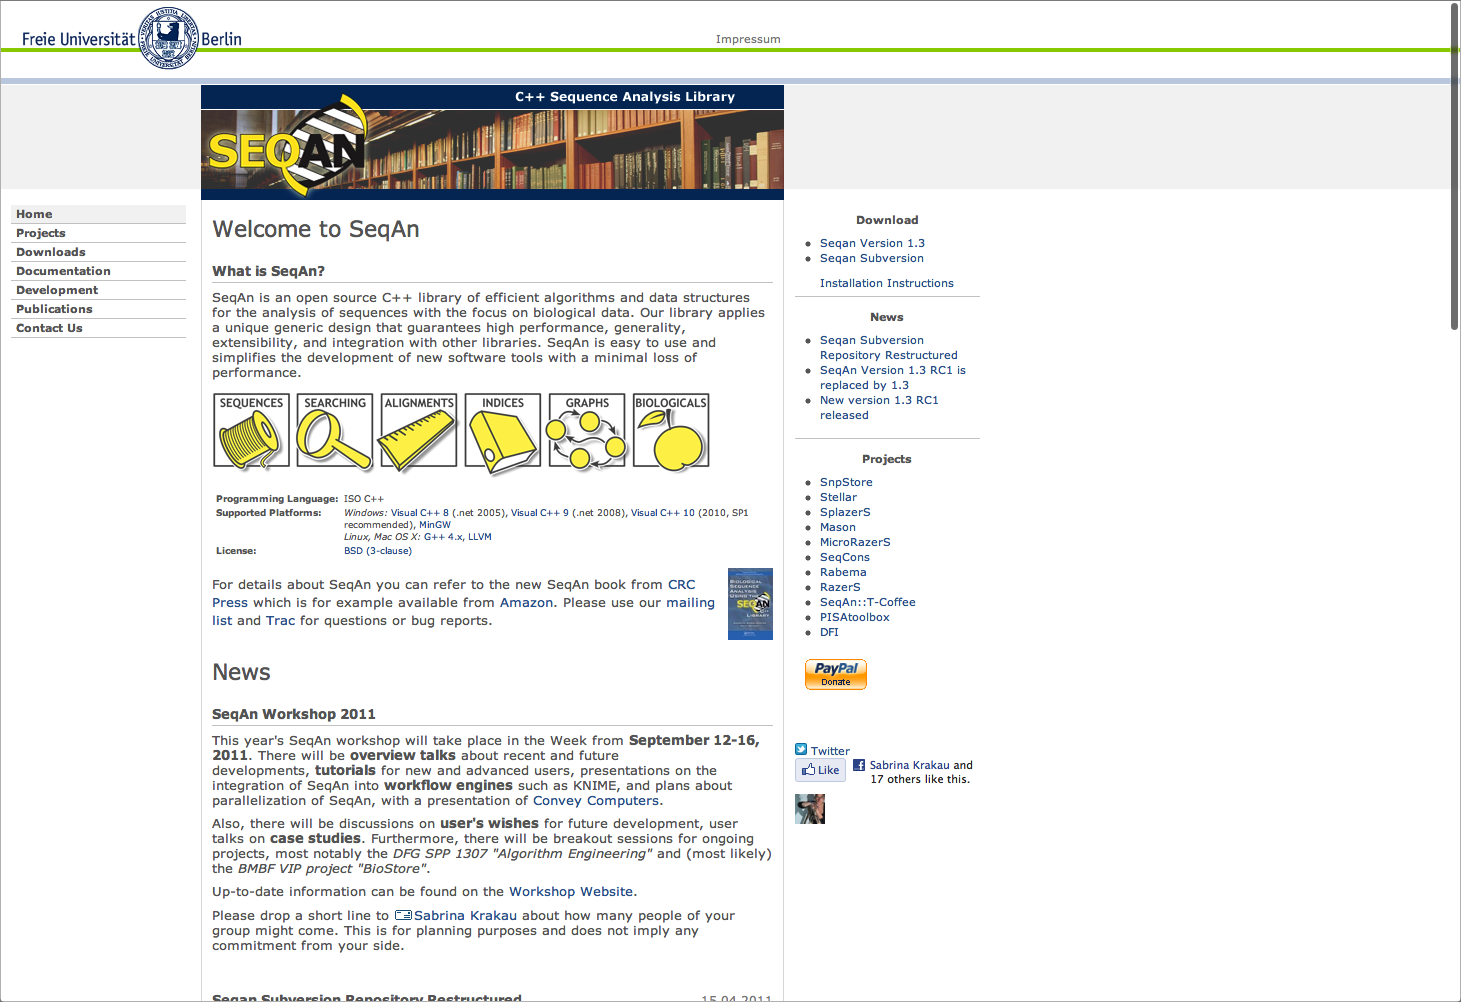 Freie Universität Berlin
Impressum
C++ Sequence Analysis Library
SEQAN
Home
Projects
Downloads
Documentation
Development
Publications
Contact Us
Welcome to SeqAn
What is SeqAn?
SeqAn is an open source C++ library of efficient algorithms and data structures
for the analysis of sequences with the focus on biological data. Our library applies
a unique generic design that guarantees high performance, generality,
extensibility, and integration with other libraries. SeqAn is easy to use and
simplifies the development of new software tools with a minimal loss of
performance.
SEQUENCES SEARCHING ALIGNMENTS INDICES GRAPHS BIOLOGICALS
Programming Language: ISO C++
Supported Platforms: Windows: Visual C++ 8 (.net 2005), Visual C++ 9 (.net 2008), Visual C++ 10 (2010, SP1
recommended), MinGW
Linux, Mac OS X: G++ 4.x, LLVM
License: BSD (3-clause)
For details about SeqAn you can refer to the new SeqAn book from CRC
Press which is for example available from Amazon. Please use our mailing
list and Trac for questions or bug reports.
BIOLOGICAL
SEQUENCE
ANALYSIS
USING THE
SEQAN
C++
LIBRARY
News
SeqAn Workshop 2011
This year's SeqAn workshop will take place in the Week from September 12-16,
2011. There will be overview talks about recent and future
developments, tutorials for new and advanced users, presentations on the
integration of SeqAn into workflow engines such as KNIME, and plans about
parallelization of SeqAn, with a presentation of Convey Computers.
Also, there will be discussions on user's wishes for future development, user
talks on case studies. Furthermore, there will be breakout sessions for ongoing
projects, most notably the DFG SPP 1307 "Algorithm Engineering" and (most likely)
the BMBF VIP project "BioStore".
Up-to-date information can be found on the Workshop Website.
Please drop a short line to Sabrina Krakau about how many people of your
group might come. This is for planning purposes and does not imply any
commitment from your side.
Seqan Subversion Repository Restructured 15.04.2011
Download
Seqan Version 1.3
Seqan Subversion
Installation Instructions
News
Seqan Subversion
Repository Restructured
SeqAn Version 1.3 RC1 is
replaced by 1.3
New version 1.3 RC1
released
Projects
SnpStore
Stellar
SplazerS
Mason
MicroRazerS
SeqCons
Rabema
RazerS
SeqAn::T-Coffee
PISAtoolbox
DFI
PayPal
Donate
Twitter
Like Sabrina Krakau and
17 others like this.